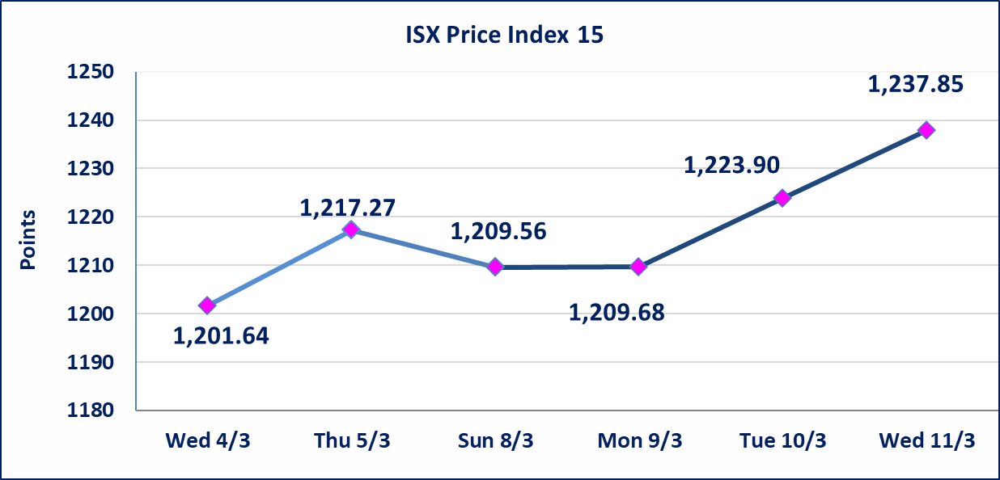 ISX Price Index 15
1250
1240
1230
1220
1210
1200
1190
1180
Points
1,201.64
1,217.27
1,209.56
1,209.68
1,223.90
1,237.85
Wed 4/3
Thu 5/3
Sun 8/3
Mon 9/3
Tue 10/3
Wed 11/3